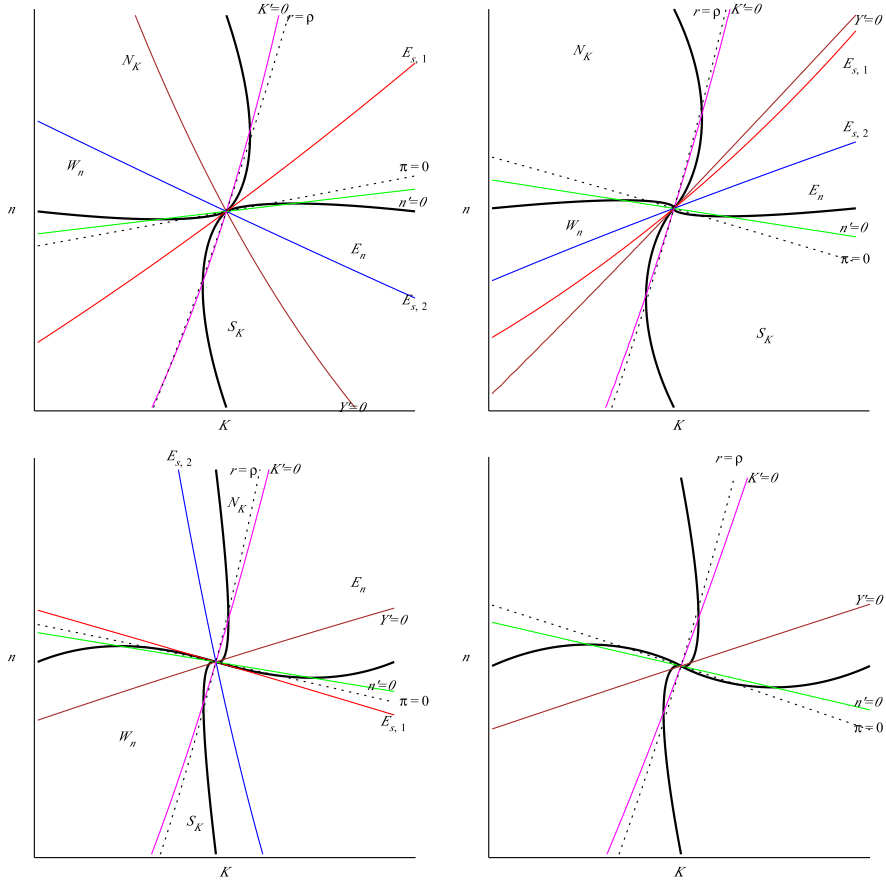 K'=0
r = ρ
N_K
E_s, 1
W_n
π = 0
n'=0
n
E_n
E_s, 2
S_K
Y'=0
K
K'=0
r = ρ
Y'=0
N_K
E_s, 1
E_s, 2
E_n
n
W_n
n'=0
π = 0
S_K
K
E_s, 2
r = ρ
K'=0
N_K
E_n
Y'=0
n
n'=0
π = 0
E_s, 1
W_n
S_K
K
r = ρ
K'=0
Y'=0
n
n'=0
π = 0
K